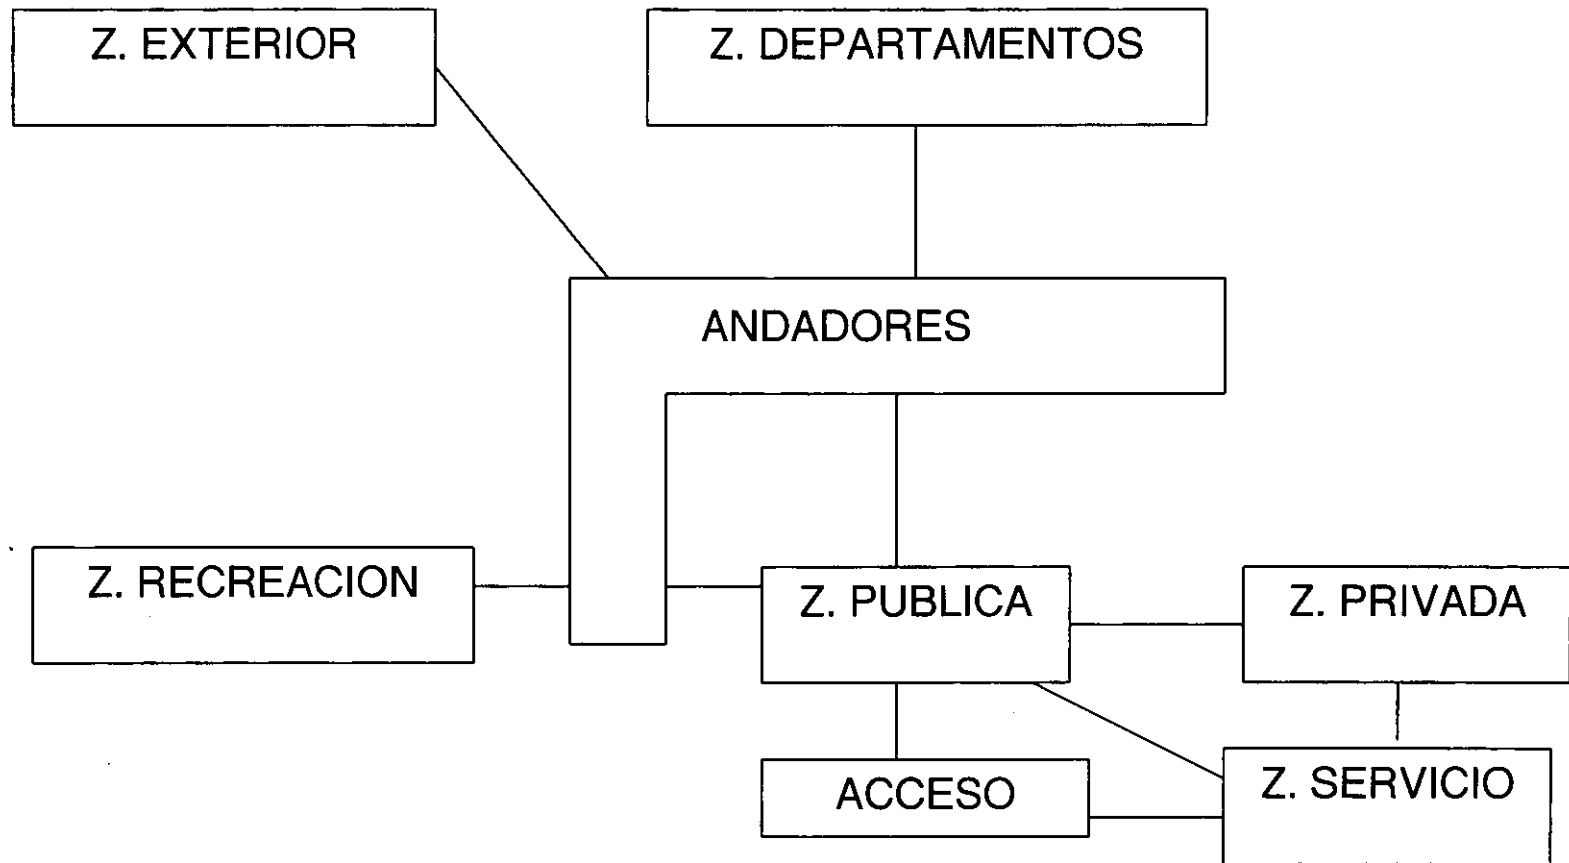 Z. EXTERIOR
Z. DEPARTAMENTOS
ANDADORES
Z. RECREACION
Z. PUBLICA
Z. PRIVADA
ACCESO
Z. SERVICIO